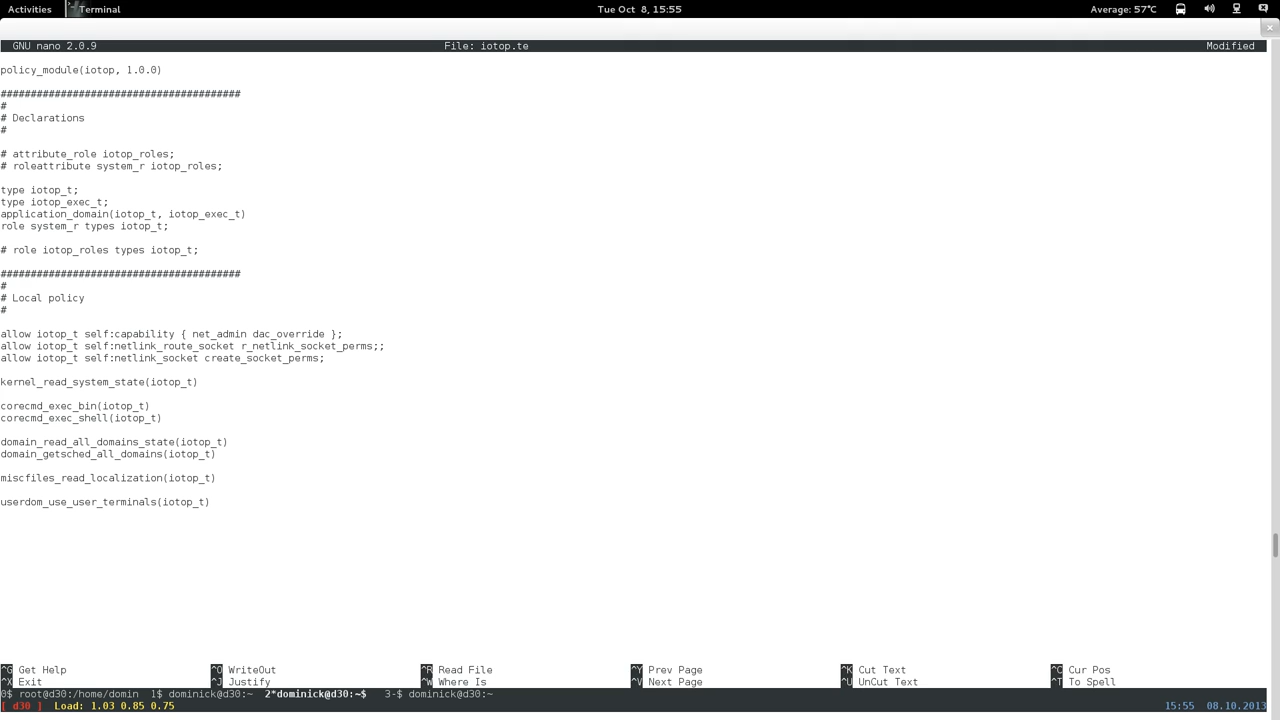 Activities Terminal Tue Oct 8, 15:55 Average: 57°C
GNU nano 2.0.9 File: iotop.te Modified
policy_module(iotop, 1.0.0)
########################################
#
# Declarations
#
# attribute_role iotop_roles;
# roleattribute system_r iotop_roles;
type iotop_t;
type iotop_exec_t;
application_domain(iotop_t, iotop_exec_t)
role system_r types iotop_t;
# role iotop_roles types iotop_t;
########################################
#
# Local policy
#
allow iotop_t self:capability { net_admin dac_override };
allow iotop_t self:netlink_route_socket r_netlink_socket_perms;;
allow iotop_t self:netlink_socket create_socket_perms;
kernel_read_system_state(iotop_t)
corecmd_exec_bin(iotop_t)
corecmd_exec_shell(iotop_t)
domain_read_all_domains_state(iotop_t)
domain_getsched_all_domains(iotop_t)
miscfiles_read_localization(iotop_t)
userdom_use_user_terminals(iotop_t)
^G Get Help ^O WriteOut ^R Read File ^Y Prev Page ^K Cut Text ^C Cur Pos
^X Exit ^J Justify ^W Where Is ^V Next Page ^U UnCut Text ^T To Spell
0$ root@d30:/home/domin 1$ dominick@d30:~ 2*dominick@d30:~$ 3-$ dominick@d30:~
[ d30 ] Load: 1.03 0.85 0.75 15:55 08.10.2013